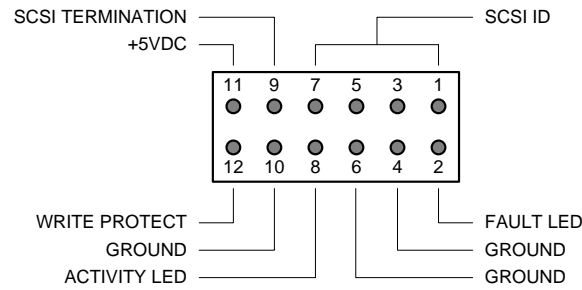 SCSI TERMINATION SCSI ID
+5VDC
11 9 7 5 3 1
12 10 8 6 4 2
WRITE PROTECT FAULT LED
GROUND GROUND
ACTIVITY LED GROUND